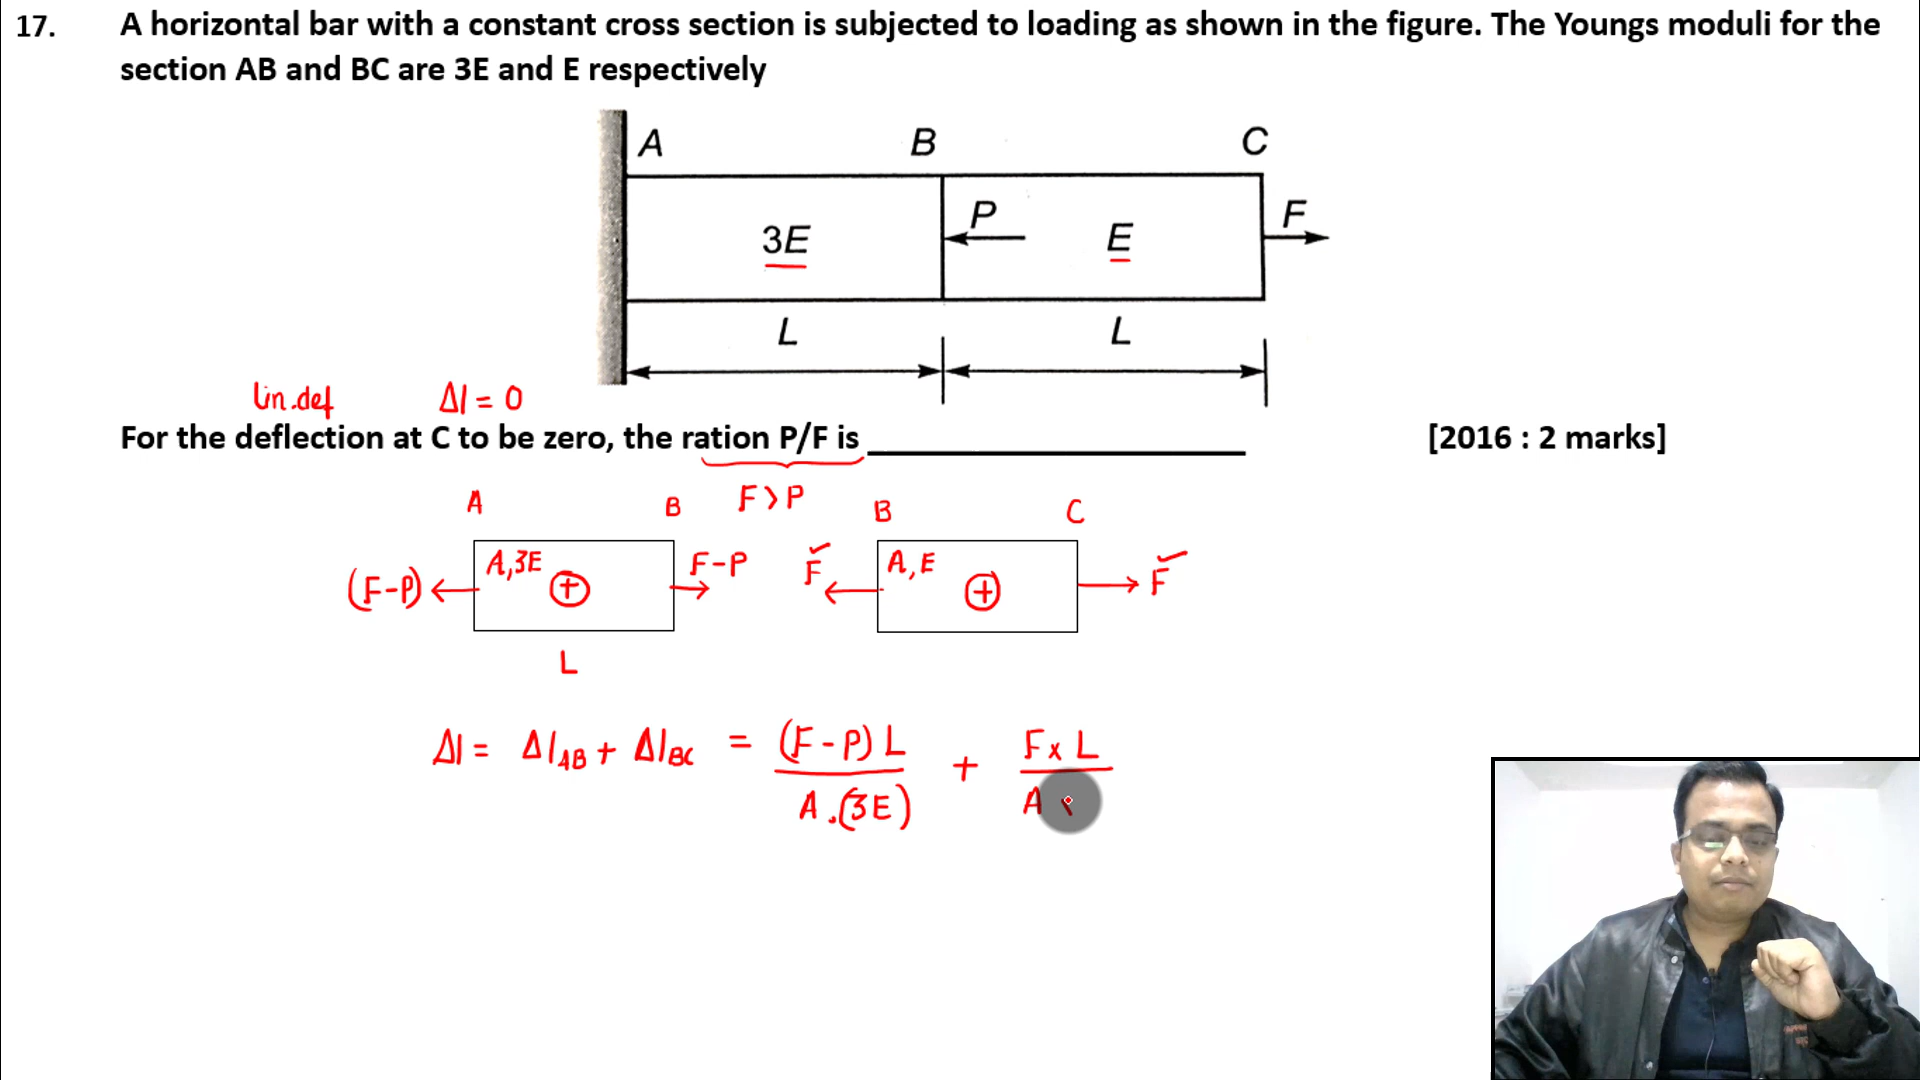 17. A horizontal bar with a constant cross section is subjected to loading as shown in the figure. The Youngs moduli for the
section AB and BC are 3E and E respectively
A B C
P F
3E E
L L
Lin.def Δl = 0
For the deflection at C to be zero, the ration P/F is ____________ [2016 : 2 marks]
A B F > P B C
(F-P) A, 3E + F-P F A, E + F
L
Δl = Δl_AB + Δl_BC = (F-P) L + F x L
A .(3E) A